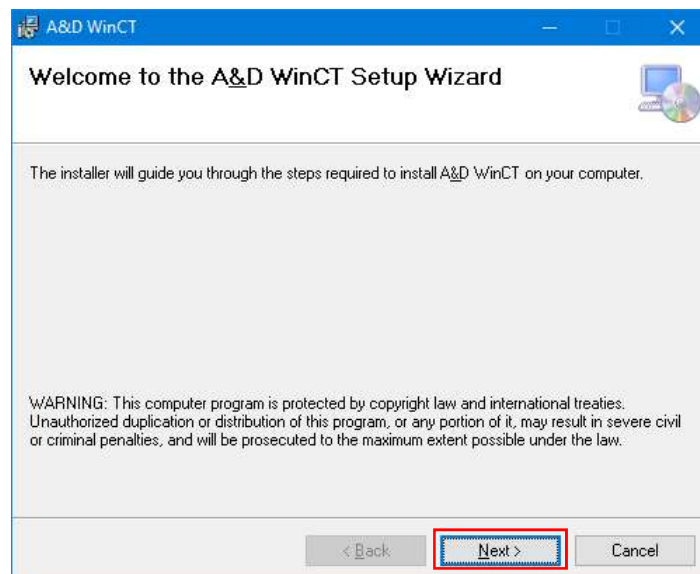 A&D WinCT
Welcome to the A&D WinCT Setup Wizard
The installer will guide you through the steps required to install A&D WinCT on your computer.
WARNING: This computer program is protected by copyright law and international treaties.
Unauthorized duplication or distribution of this program, or any portion of it, may result in severe civil
or criminal penalties, and will be prosecuted to the maximum extent possible under the law.
< Back
Next >
Cancel